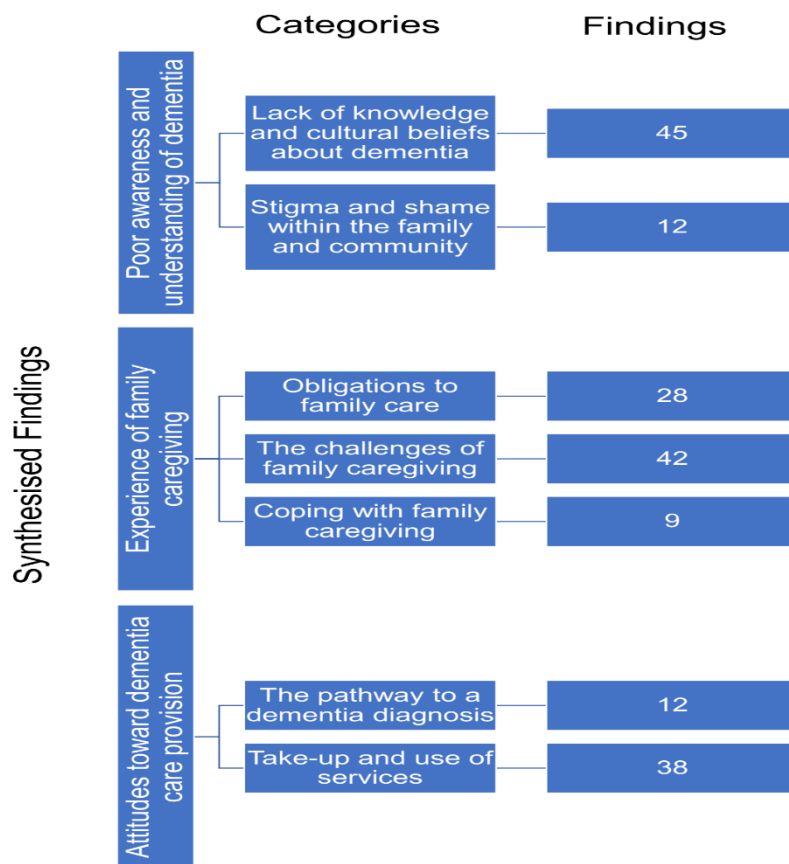 Categories
Findings
Synthesised Findings
Poor awareness and
understanding of dementia
Lack of knowledge
and cultural beliefs
about dementia
45
Stigma and shame
within the family
and community
12
Experience of family
caregiving
Obligations to
family care
28
The challenges of
family caregiving
42
Coping with family
caregiving
9
Attitudes toward dementia
care provision
The pathway to a
dementia diagnosis
12
Take-up and use of
services
38